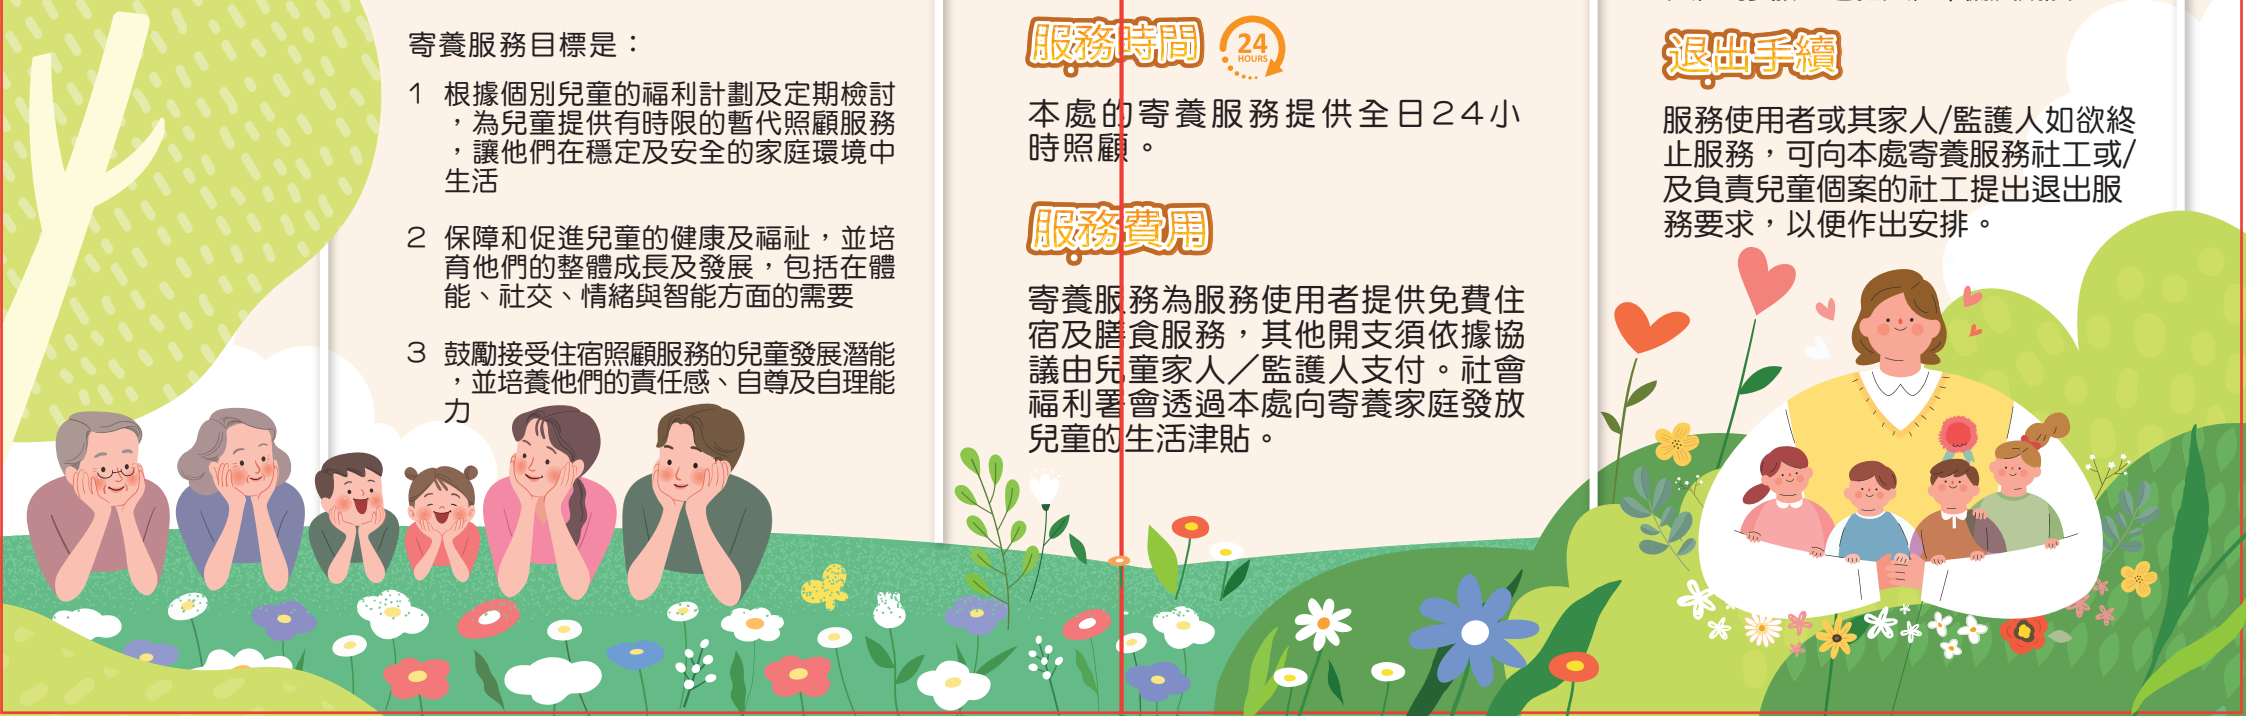 寄養服務目標是：
1 根據個別兒童的福利計劃及定期檢討
，為兒童提供有時限的暫代照顧服務
，讓他們在穩定及安全的家庭環境中
生活
2 保障和促進兒童的健康及福祉，並培
育他們的整體成長及發展，包括在體
能、社交、情緒與智能方面的需要
3 鼓勵接受住宿照顧服務的兒童發展潛能
，並培養他們的責任感、自尊及自理能
力
服務時間
24
HOURS
本處的寄養服務提供全日24小
時照顧。
服務費用
寄養服務為服務使用者提供免費住
宿及膳食服務，其他開支須依據協
議由兒童家人／監護人支付。社會
福利署會透過本處向寄養家庭發放
兒童的生活津貼。
退出手續
服務使用者或其家人/監護人如欲終
止服務，可向本處寄養服務社工或/
及負責兒童個案的社工提出退出服
務要求，以便作出安排。